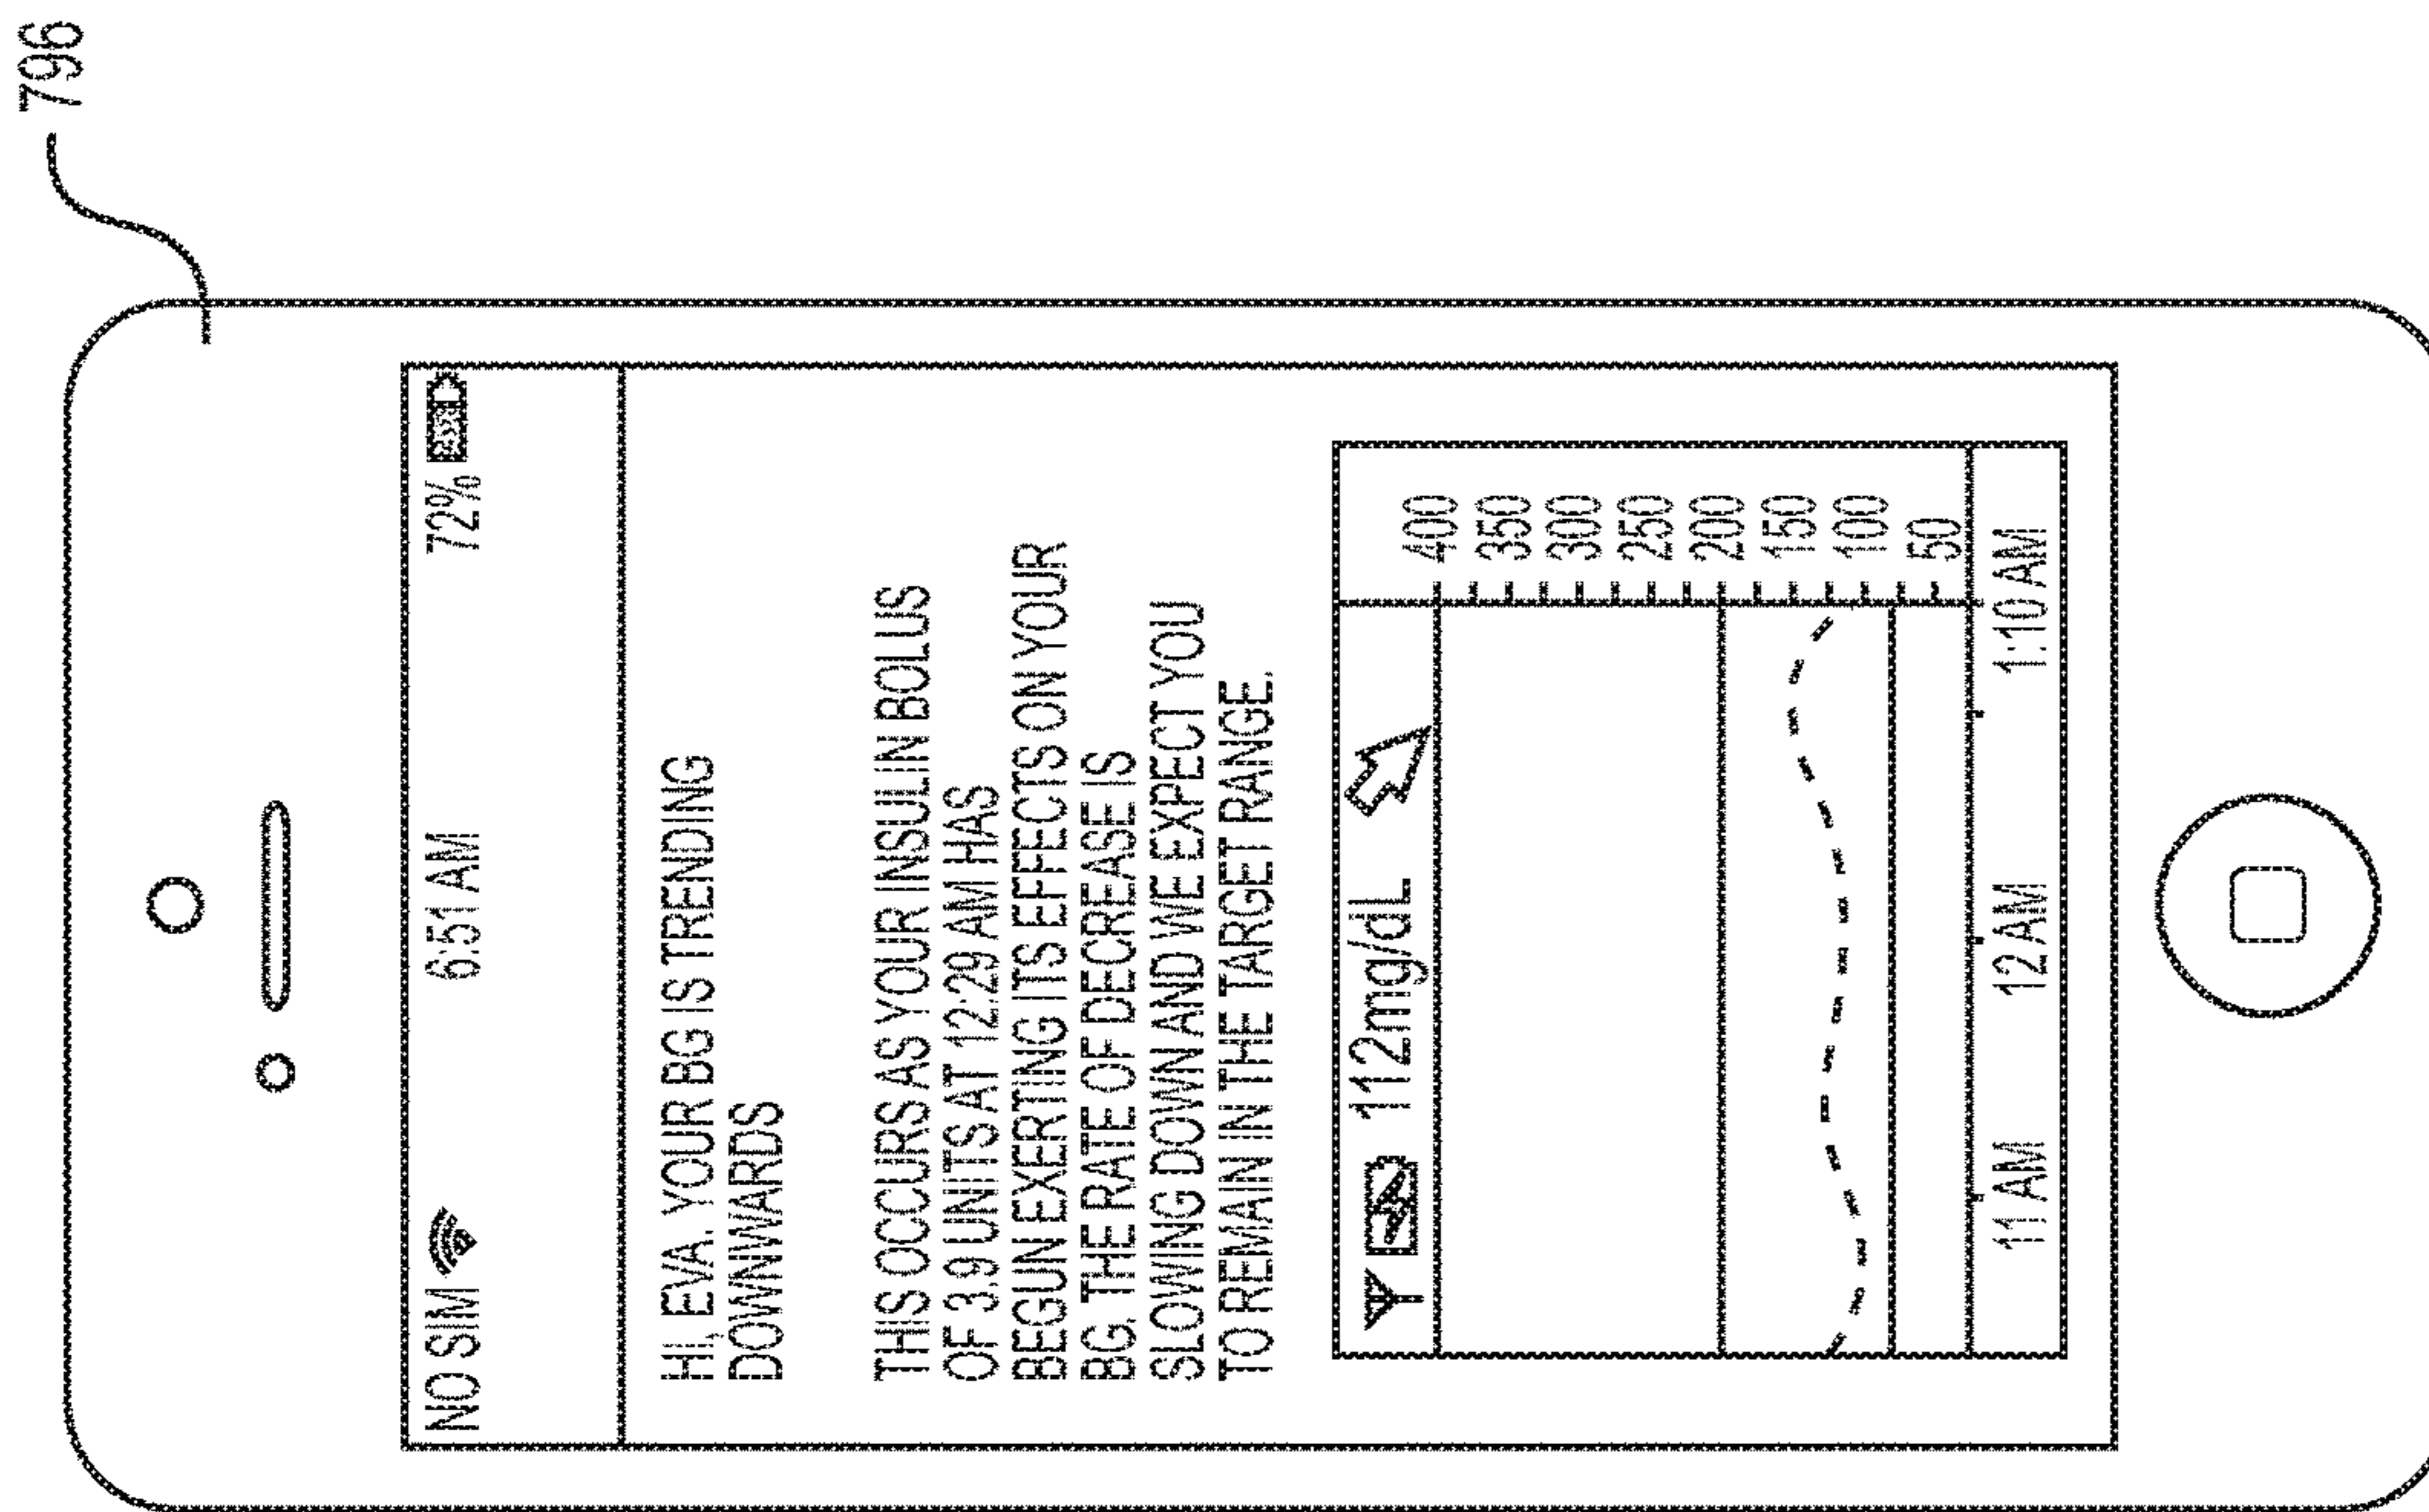 796
NO SIM 6:51 AM 72%
HI, EVA. YOUR BG IS TRENDING
DOWNWARDS
THIS OCCURS AS YOUR INSULIN BOLUS
OF 3.9 UNITS AT 12:29 AM HAS
BEGUN EXERTING ITS EFFECTS ON YOUR
BG. THE RATE OF DECREASE IS
SLOWING DOWN AND WE EXPECT YOU
TO REMAIN IN THE TARGET RANGE.
112mg/dL
400
350
300
250
200
150
100
50
11 AM 12 AM 1:10 AM